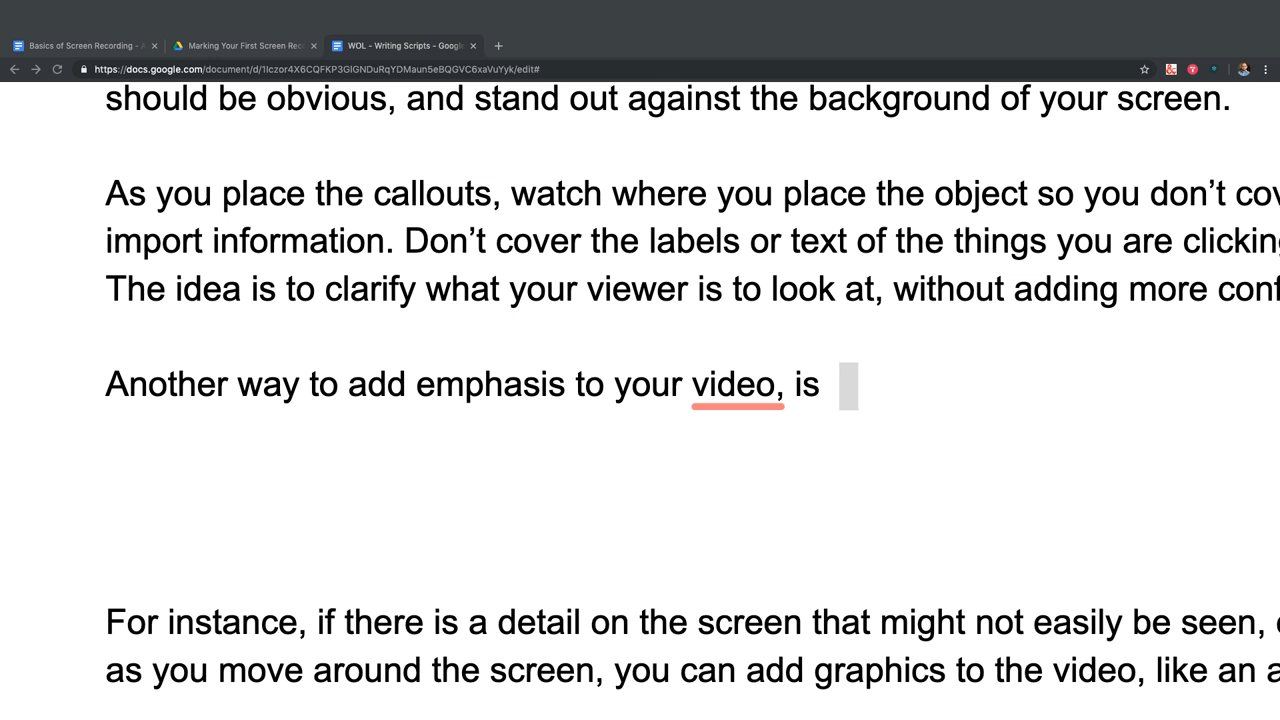 Basics of Screen Recording - A
Marking Your First Screen Reco
WOL - Writing Scripts - Google
https://docs.google.com/document/d/1Iczor4X6CQFKP3GlGNDuRqYDMaun5eBQGVC6xaVuYyk/edit#
should be obvious, and stand out against the background of your screen.
As you place the callouts, watch where you place the object so you don’t cov
import information. Don’t cover the labels or text of the things you are clicking
The idea is to clarify what your viewer is to look at, without adding more conf
Another way to add emphasis to your video, is
For instance, if there is a detail on the screen that might not easily be seen,
as you move around the screen, you can add graphics to the video, like an a